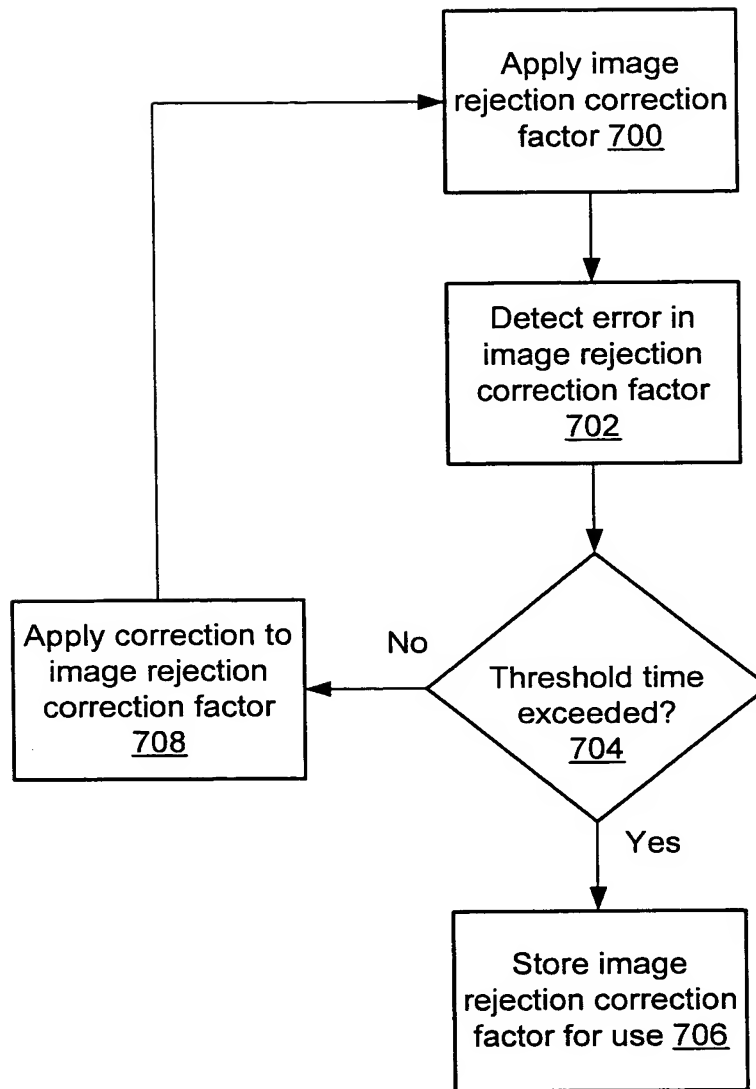 Apply image
rejection correction
factor 700
Detect error in
image rejection
correction factor
702
Threshold time
exceeded?
704
No
Apply correction to
image rejection
correction factor
708
Yes
Store image
rejection correction
factor for use 706